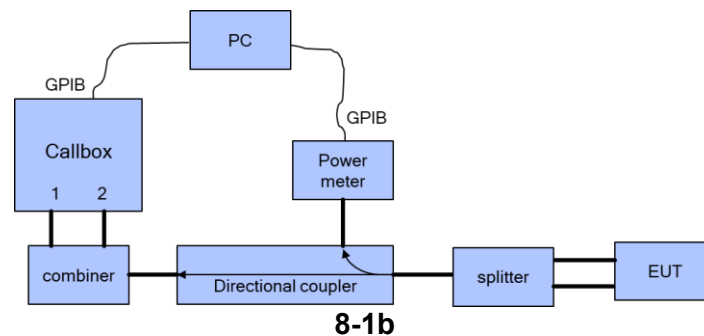 PC
GPIB
GPIB
Callbox
1 2
Power
meter
combiner
Directional coupler
splitter
EUT
8-1b